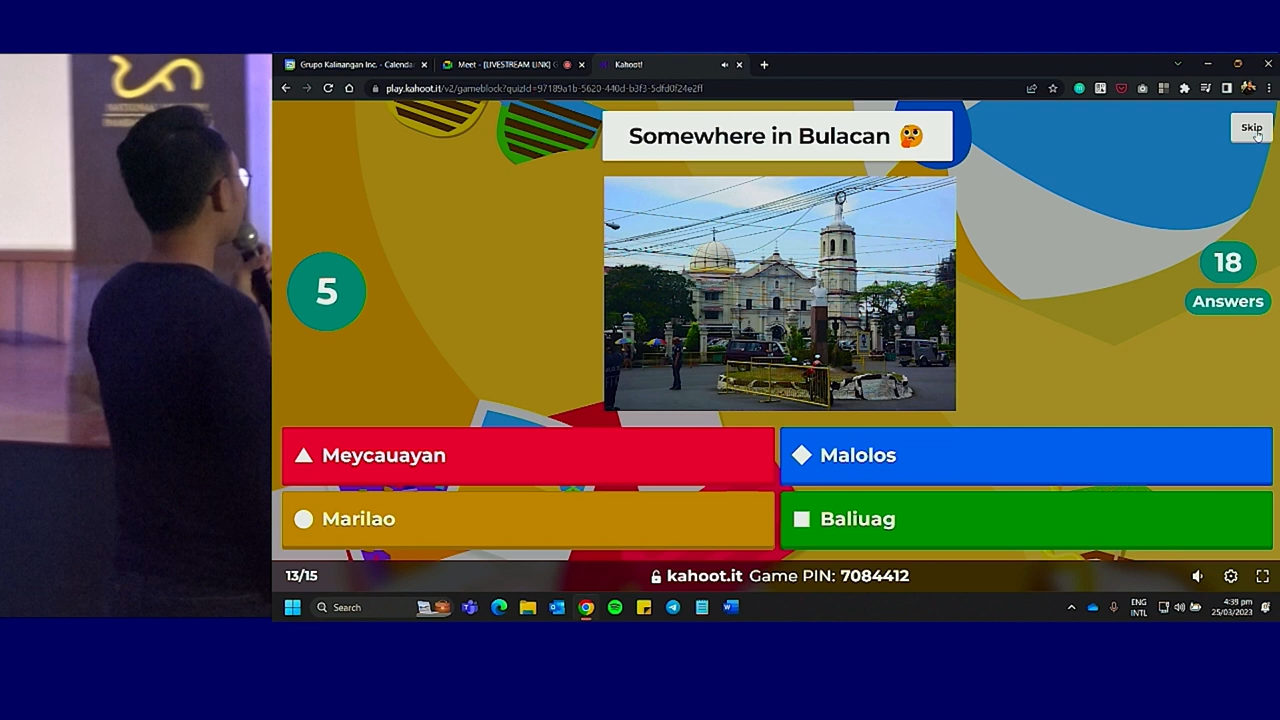 Grupo Kalinangan Inc. - Calenda
Meet - [LIVESTREAM LINK] G
Kahoot!
play.kahoot.it/v2/gameblock?quizId=97189a1b-5620-440d-b3f3-5dfd0f24e2ff
Somewhere in Bulacan
Skip
5
18
Answers
Meycauayan
Malolos
Marilao
Baliuag
13/15
kahoot.it Game PIN: 7084412
Search
ENG
INTL
4:39 pm
25/03/2023